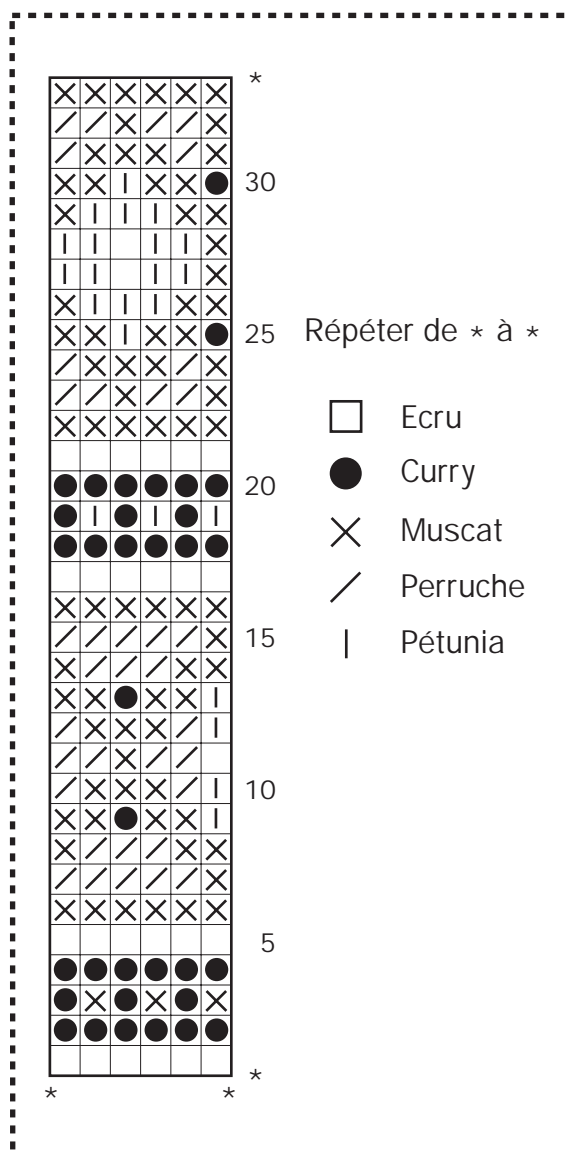 *
30
25 Répéter de * à *
Ecru
Curry
20
Muscat
Perruche
15
Pétunia
10
5
*
* *